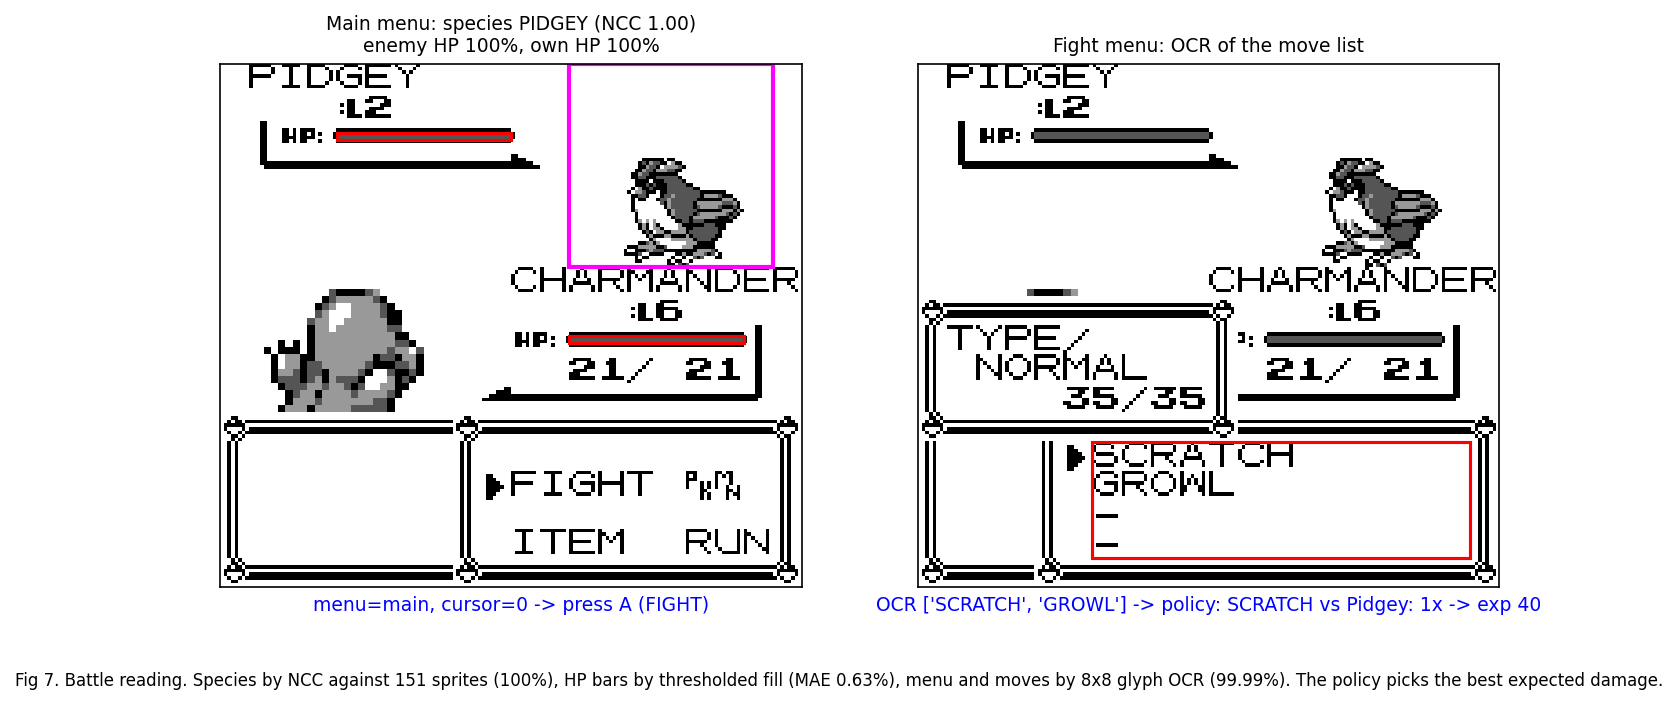 Main menu: species PIDGEY (NCC 1.00)
enemy HP 100%, own HP 100%
PIDGEY
:L2
HP:
CHARMANDER
:L6
HP:
21/ 21
FIGHT PKMN
ITEM RUN
menu=main, cursor=0 -> press A (FIGHT)
Fight menu: OCR of the move list
PIDGEY
:L2
HP:
CHARMANDER
:L6
TYPE/
NORMAL
21/ 21
35/35
SCRATCH
GROWL
—
—
OCR ['SCRATCH', 'GROWL'] -> policy: SCRATCH vs Pidgey: 1x -> exp 40
Fig 7. Battle reading. Species by NCC against 151 sprites (100%), HP bars by thresholded fill (MAE 0.63%), menu and moves by 8x8 glyph OCR (99.99%). The policy picks the best expected damage.